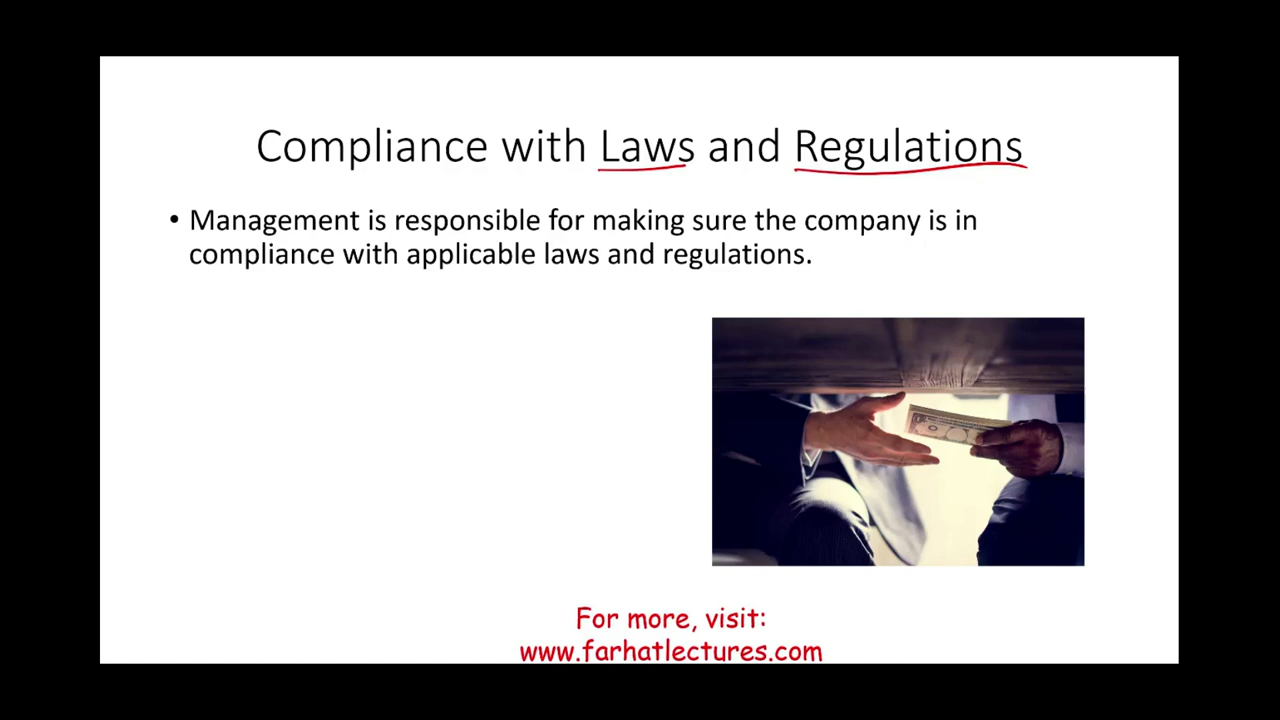 Compliance with Laws and Regulations
• Management is responsible for making sure the company is in
compliance with applicable laws and regulations.
For more, visit:
www.farhatlectures.com